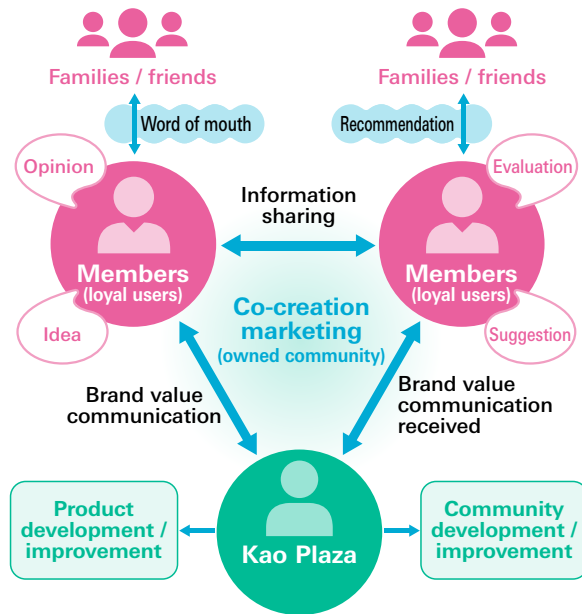 Families / friends
Families / friends
Word of mouth
Recommendation
Opinion
Evaluation
Information
sharing
Members
(loyal users)
Members
(loyal users)
Idea
Suggestion
Co-creation
marketing
(owned community)
Brand value
communication
Brand value
communication
received
Product
development /
improvement
Kao Plaza
Community
development /
improvement